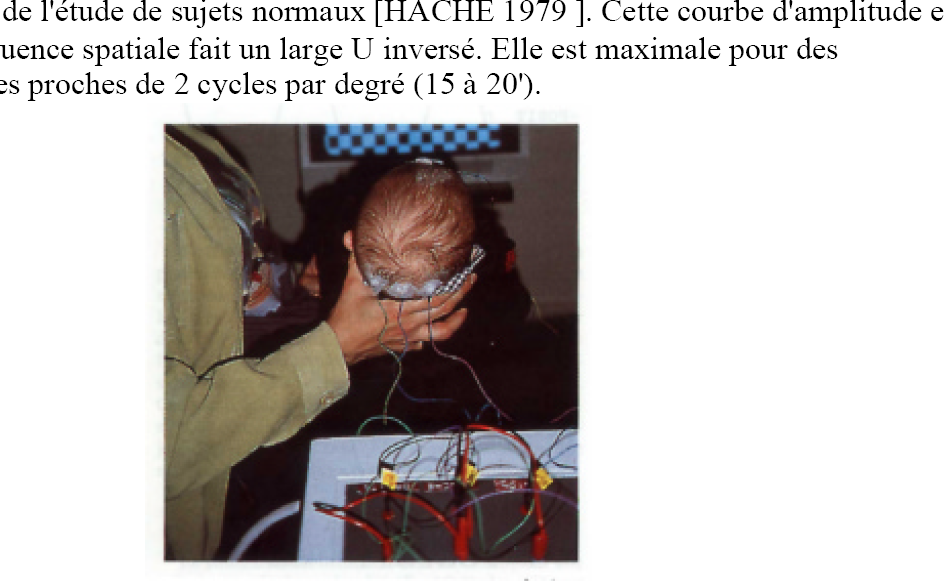 de l'étude de sujets normaux [HACHE 1979 ]. Cette courbe d'amplitude e
uence spatiale fait un large U inversé. Elle est maximale pour des
es proches de 2 cycles par degré (15 à 20').